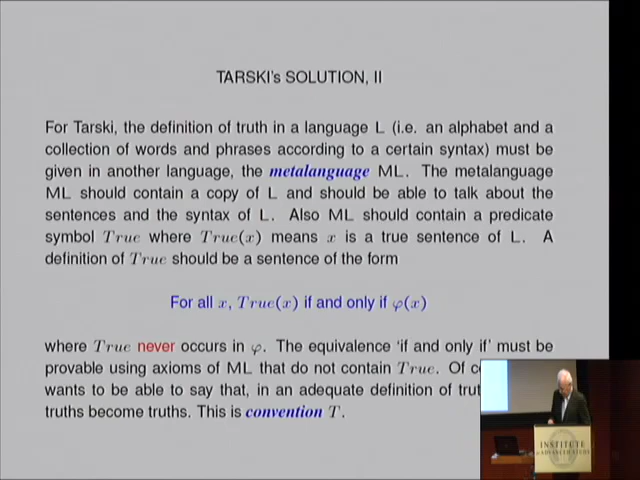 TARSKI's SOLUTION, II
For Tarski, the definition of truth in a language L (i.e. an alphabet and a
collection of words and phrases according to a certain syntax) must be
given in another language, the metalanguage ML. The metalanguage
ML should contain a copy of L and should be able to talk about the
sentences and the syntax of L. Also ML should contain a predicate
symbol True where True(x) means x is a true sentence of L. A
definition of True should be a sentence of the form
For all x, True(x) if and only if φ(x)
where True never occurs in φ. The equivalence 'if and only if' must be
provable using axioms of ML that do not contain True. Of
wants to be able to say that, in an adequate definition of
truths become truths. This is convention T.
INSTITUTE
ADVANCED STUDY